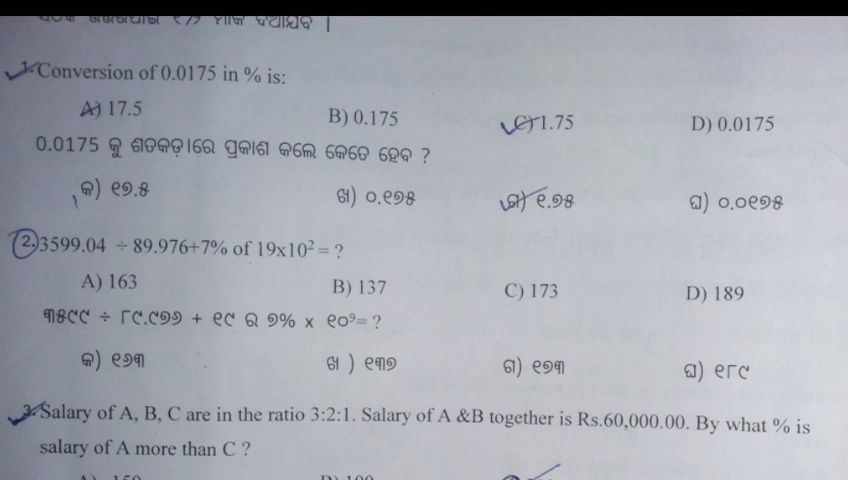 1. Conversion of 0.0175 in % is:
A) 17.5 B) 0.175 C) 1.75 D) 0.0175
0.0175 କୁ ଶତକଡ଼ାରେ ପ୍ରକାଶ କଲେ କେତେ ହେବ ?
କ) ୧୭.୫ ଖ) ୦.୧୭୫ ଗ) ୧.୭୫ ଘ) ୦.୦୧୭୫
2. 3599.04 ÷ 89.976+7% of 19x10² = ?
A) 163 B) 137 C) 173 D) 189
୩୫୯୯ ÷ ୮୯.୯୭୭ + ୧୯ ର ୭% x ୧୦⁹= ?
କ) ୧୬୩ ଖ ) ୧୩୭ ଗ) ୧୭୩ ଘ) ୧୮୯
3. Salary of A, B, C are in the ratio 3:2:1. Salary of A &B together is Rs.60,000.00. By what % is
salary of A more than C ?